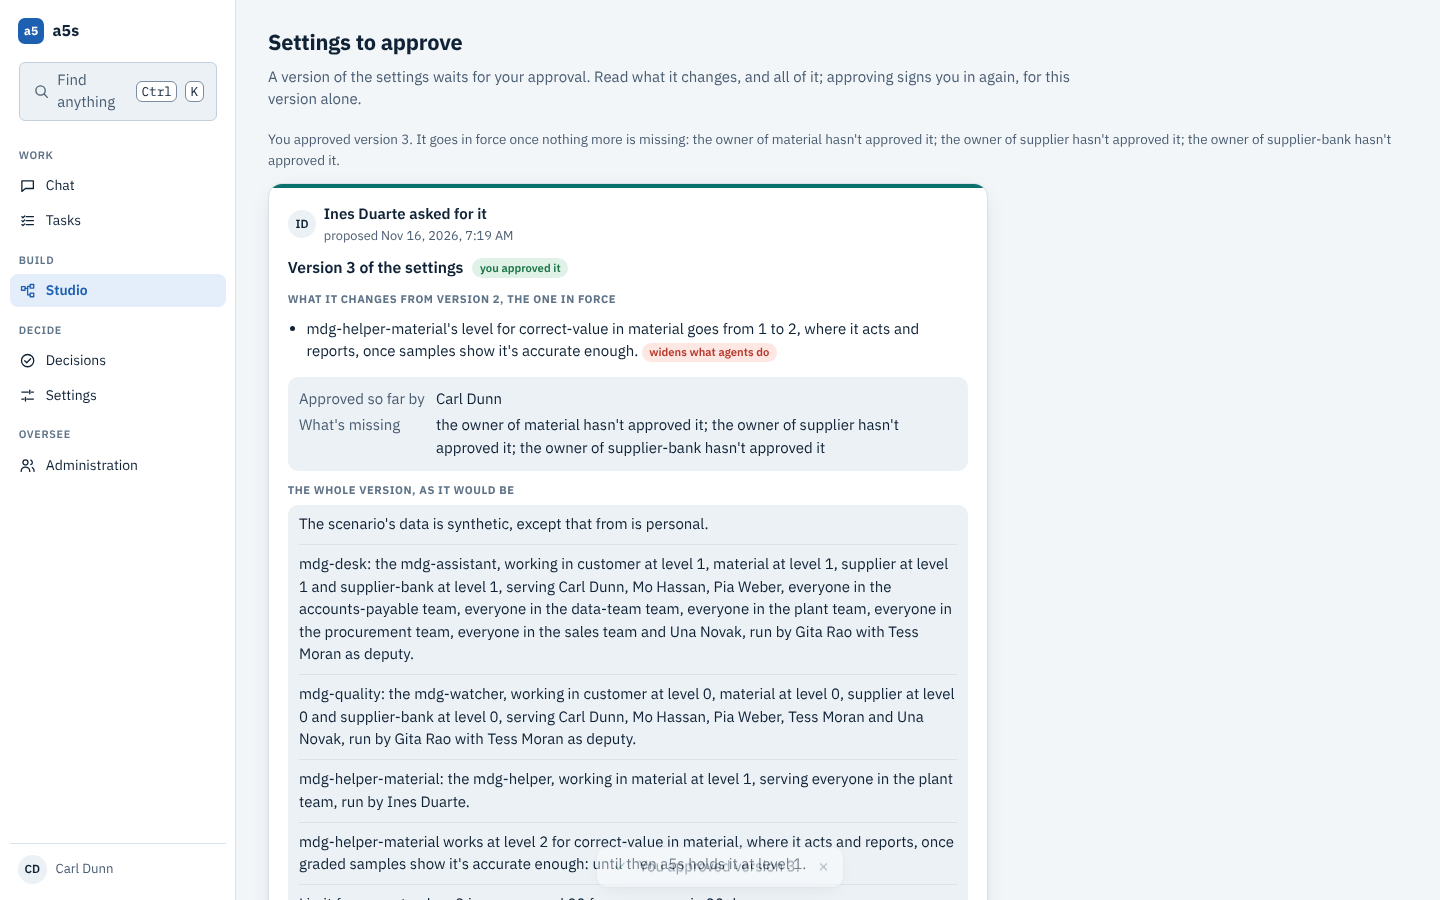 a5 a5s
Find anything Ctrl K
WORK
Chat
Tasks
BUILD
Studio
DECIDE
Decisions
Settings
OVERSEE
Administration
CD Carl Dunn
Settings to approve
A version of the settings waits for your approval. Read what it changes, and all of it; approving signs you in again, for this
version alone.
You approved version 3. It goes in force once nothing more is missing: the owner of material hasn't approved it; the owner of supplier hasn't approved it; the owner of supplier-bank hasn't
approved it.
ID Ines Duarte asked for it
proposed Nov 16, 2026, 7:19 AM
Version 3 of the settings you approved it
WHAT IT CHANGES FROM VERSION 2, THE ONE IN FORCE
• mdg-helper-material's level for correct-value in material goes from 1 to 2, where it acts and
reports, once samples show it's accurate enough. widens what agents do
Approved so far by Carl Dunn
What's missing the owner of material hasn't approved it; the owner of supplier hasn't
approved it; the owner of supplier-bank hasn't approved it
THE WHOLE VERSION, AS IT WOULD BE
The scenario's data is synthetic, except that from is personal.
mdg-desk: the mdg-assistant, working in customer at level 1, material at level 1, supplier at level
1 and supplier-bank at level 1, serving Carl Dunn, Mo Hassan, Pia Weber, everyone in the
accounts-payable team, everyone in the data-team team, everyone in the plant team, everyone in
the procurement team, everyone in the sales team and Una Novak, run by Gita Rao with Tess
Moran as deputy.
mdg-quality: the mdg-watcher, working in customer at level 0, material at level 0, supplier at level
0 and supplier-bank at level 0, serving Carl Dunn, Mo Hassan, Pia Weber, Tess Moran and Una
Novak, run by Gita Rao with Tess Moran as deputy.
mdg-helper-material: the mdg-helper, working in material at level 1, serving everyone in the plant
team, run by Ines Duarte.
mdg-helper-material works at level 2 for correct-value in material, where it acts and reports, once
graded samples show it's accurate enough: until then a5s holds it at level 1.
You approved version 3.